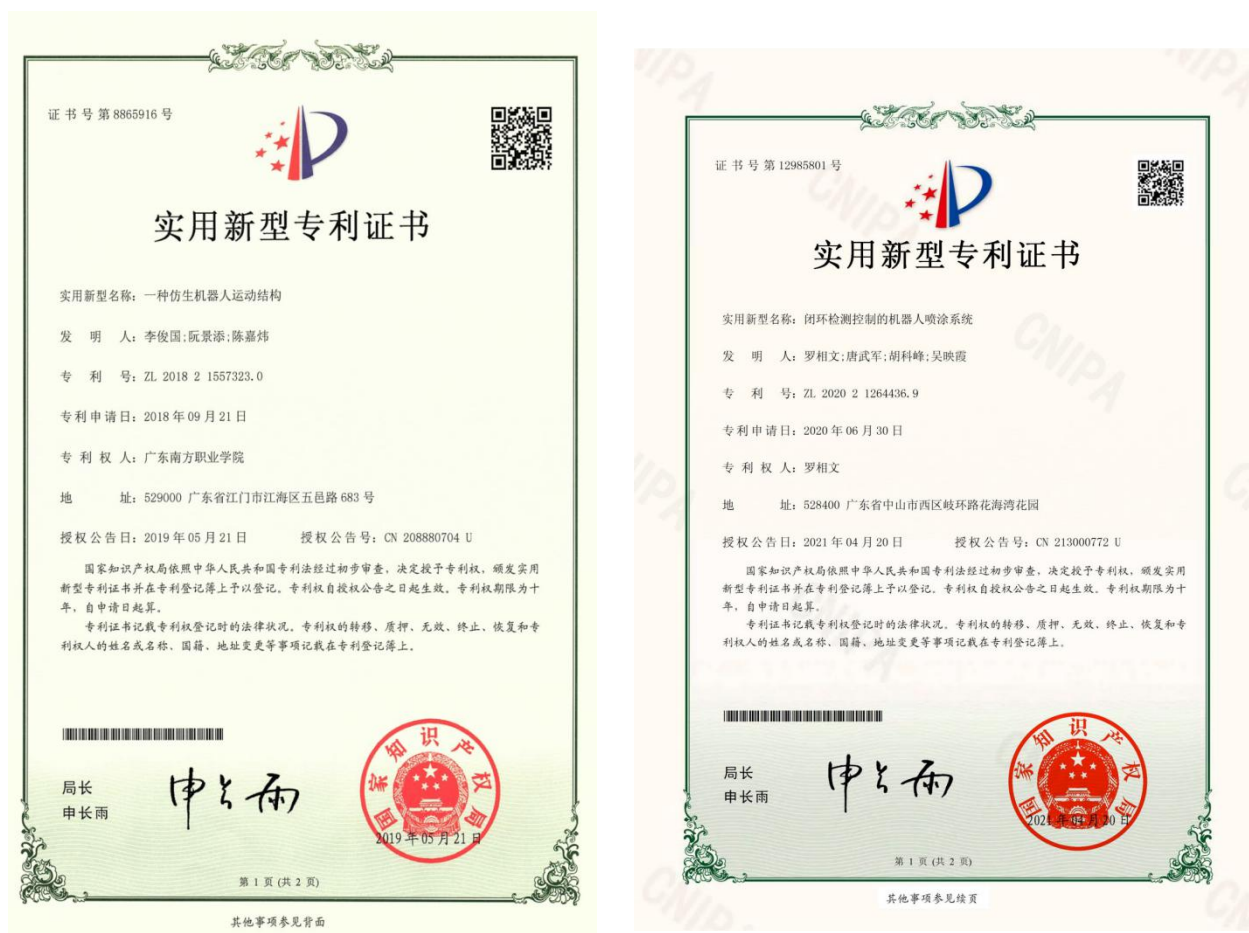 证书号第8865916号
实用新型专利证书
实用新型名称：一种仿生机器人运动结构
发明人：李俊国;阮景添;陈嘉炜
专利号：ZL 2018 2 1557323.0
专利申请日：2018年09月21日
专利权人：广东南方职业学院
地址：529000 广东省江门市江海区五邑路683号
授权公告日：2019年05月21日 授权公告号：CN 208880704 U
国家知识产权局依照中华人民共和国专利法经过初步审查，决定授予专利权，颁发实用
新型专利证书并在专利登记簿上予以登记。专利权自授权公告之日起生效。专利权期限为十
年，自申请日起算。
专利证书记载专利权登记时的法律状况。专利权的转移、质押、无效、终止、恢复和专
利权人的姓名或名称、国籍、地址变更等事项记载在专利登记簿上。
局长
申长雨
申长雨
国家知识产权局
2019年05月21日
第1页(共2页)
其他事项参见背面
证书号第12985801号
实用新型专利证书
实用新型名称：闭环检测控制的机器人喷涂系统
发明人：罗相文;唐武军;胡科峰;吴映霞
专利号：ZL 2020 2 1264436.9
专利申请日：2020年06月30日
专利权人：罗相文
地址：528400 广东省中山市西区岐环路花海湾花园
授权公告日：2021年04月20日 授权公告号：CN 213000772 U
国家知识产权局依照中华人民共和国专利法经过初步审查，决定授予专利权，颁发实用
新型专利证书并在专利登记簿上予以登记。专利权自授权公告之日起生效。专利权期限为十
年，自申请日起算。
专利证书记载专利权登记时的法律状况。专利权的转移、质押、无效、终止、恢复和专
利权人的姓名或名称、国籍、地址变更等事项记载在专利登记簿上。
局长
申长雨
申长雨
国家知识产权局
2021年04月20日
第1页(共2页)
其他事项参见续页
CNIPA